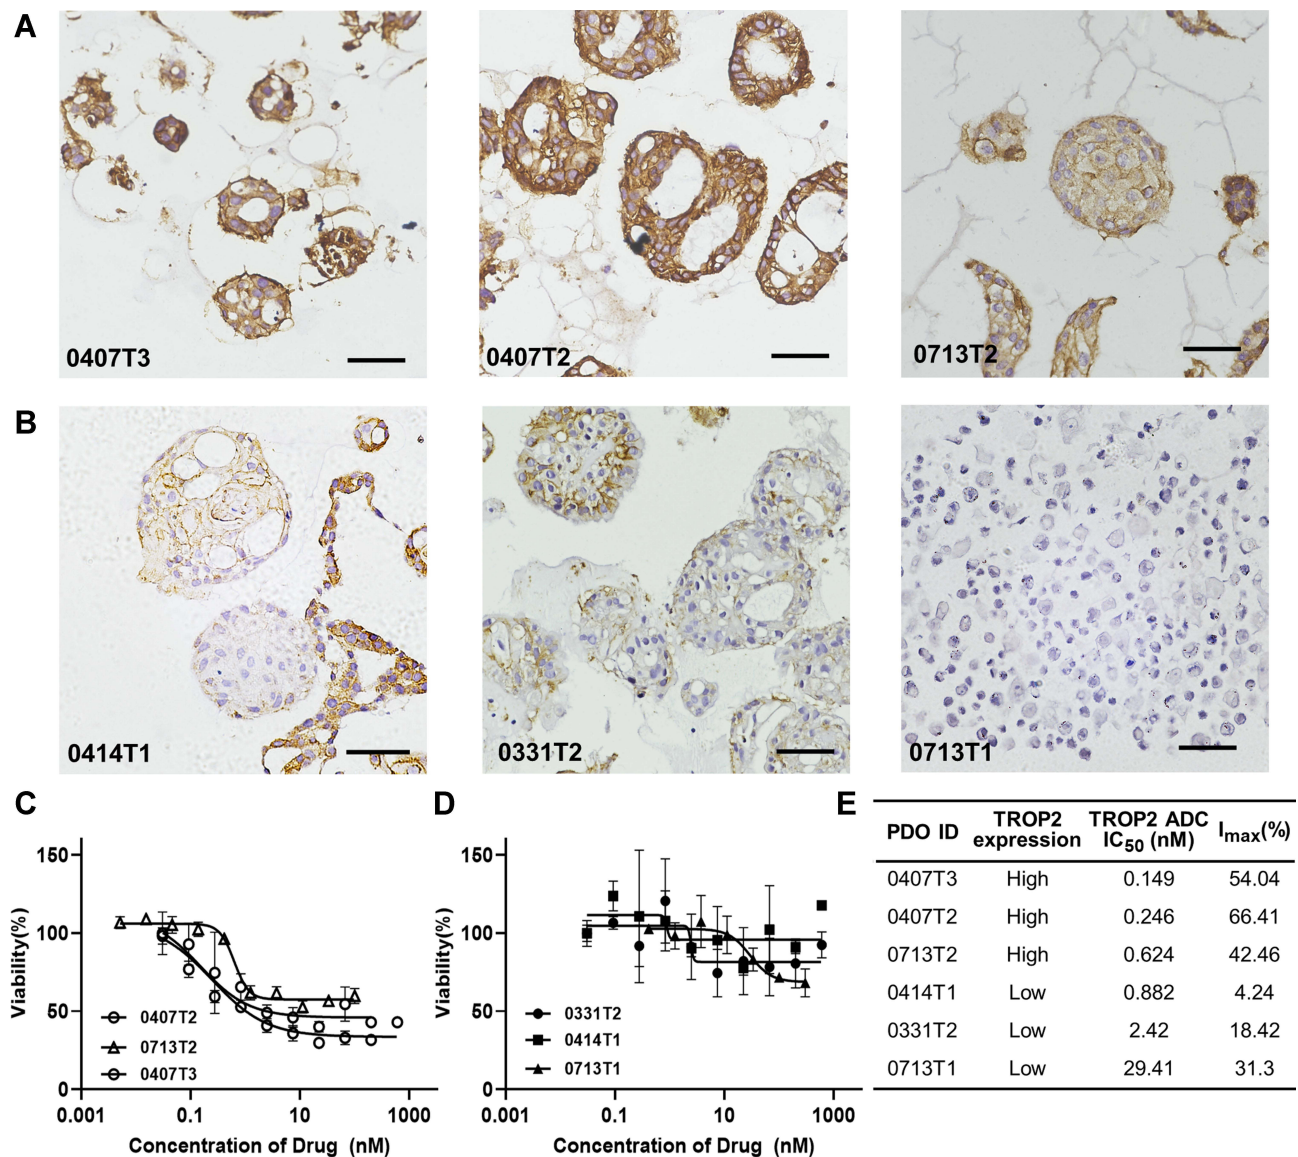 A
0407T3
0407T2
0713T2
B
0414T1
0331T2
0713T1
C
150
100
50
0
Viability(%)
0407T2
0713T2
0407T3
0.001
0.1
10
1000
Concentration of Drug (nM)
D
150
100
50
0
Viability(%)
0331T2
0414T1
0713T1
0.001
0.1
10
1000
Concentration of Drug (nM)
E
PDO ID TROP2 expression TROP2 ADC IC50 (nM) Imax(%)
0407T3 High 0.149 54.04
0407T2 High 0.246 66.41
0713T2 High 0.624 42.46
0414T1 Low 0.882 4.24
0331T2 Low 2.42 18.42
0713T1 Low 29.41 31.3